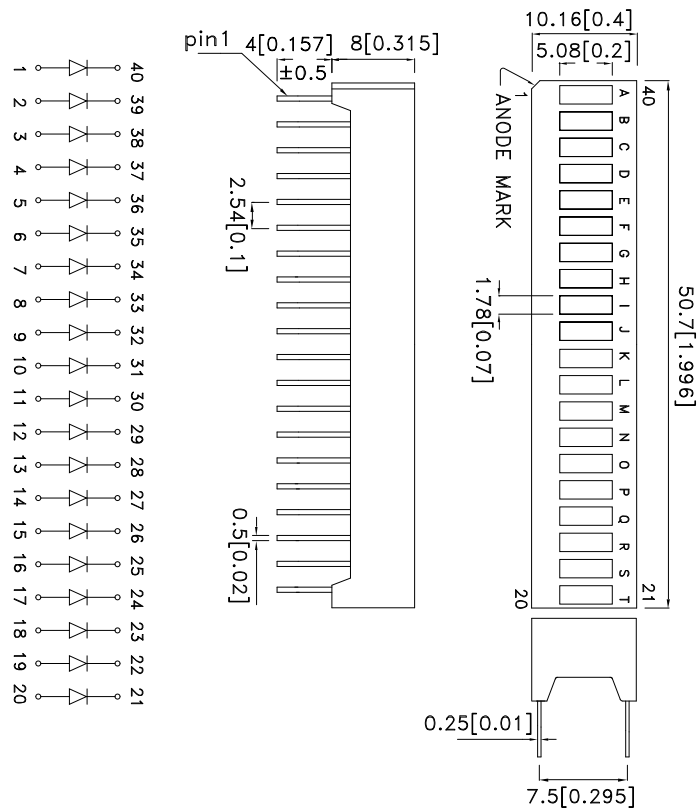 10.16[0.4]
5.08[0.2]
pin1
4[0.157]
±0.5
8[0.315]
1 40
2 39
3 38
4 37
5 36
6 35
7 34
8 33
9 32
10 31
11 30
12 29
13 28
14 27
15 26
16 25
17 24
18 23
19 22
20 21
2.54[0.1]
0.5[0.02]
1
40
ANODE MARK
A
B
C
D
E
F
G
H
I
J
K
L
M
N
O
P
Q
R
S
T
1.78[0.07]
50.7[1.996]
20
21
0.25[0.01]
7.5[0.295]